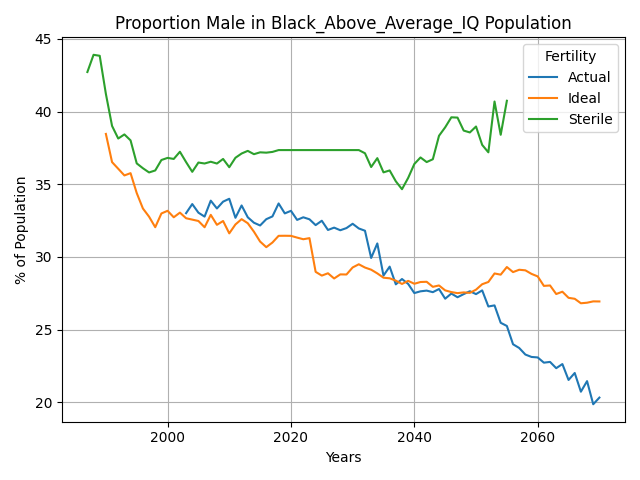 Proportion Male in Black_Above_Average_IQ Population
45
40
35
30
25
20
% of Population
2000
2020
2040
2060
Years
Fertility
Actual
Ideal
Sterile